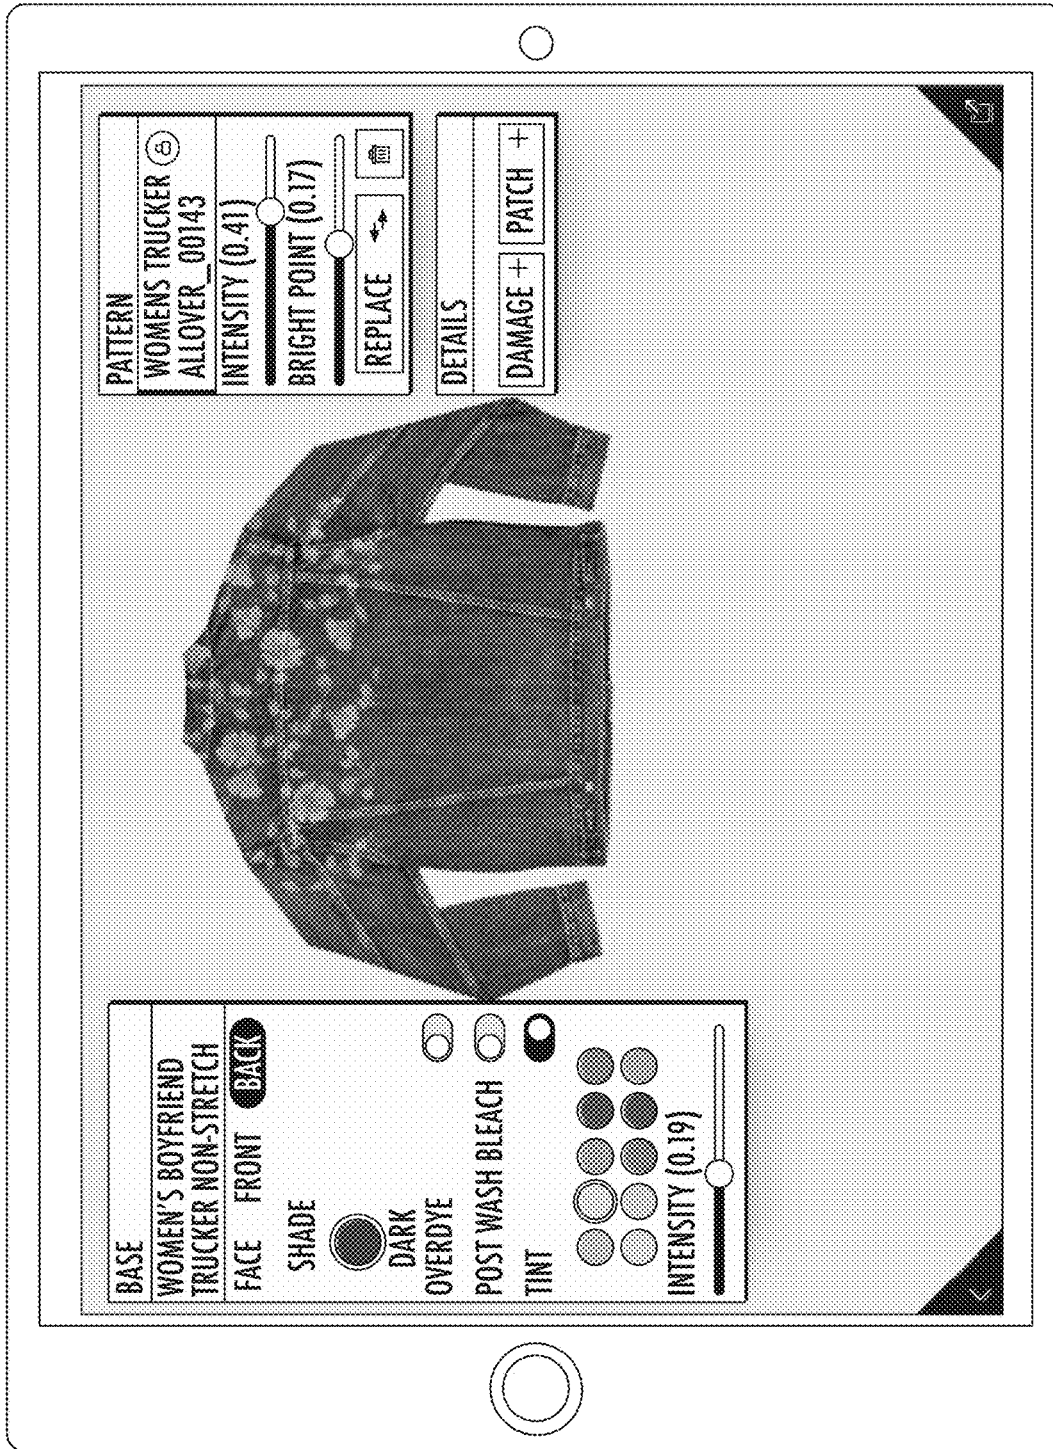 BASE
WOMEN'S BOYFRIEND
TRUCKER NON-STRETCH
FACE FRONT BACK
SHADE
DARK
OVERDYE
POST WASH BLEACH
TINT
INTENSITY (0.19)
PATTERN
WOMENS TRUCKER
ALLOVER_00143
INTENSITY (0.41)
BRIGHT POINT (0.17)
REPLACE
DETAILS
DAMAGE + PATCH +